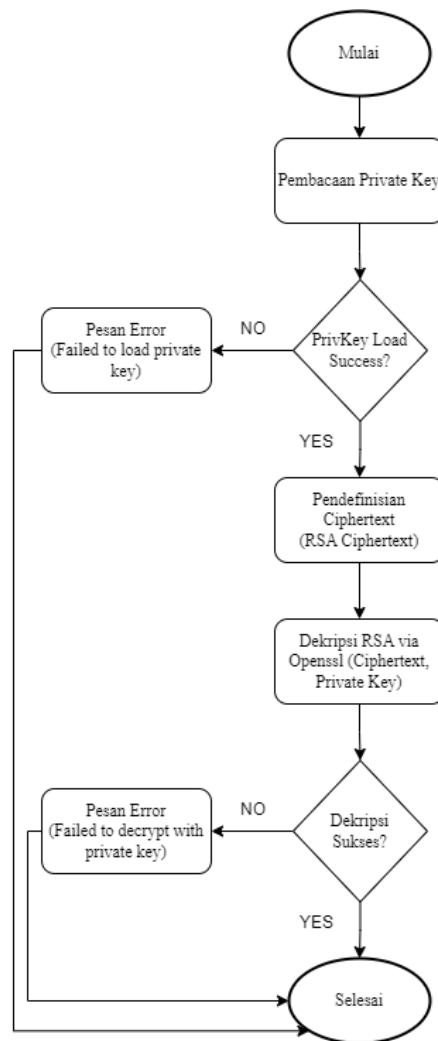 Mulai
Pembacaan Private Key
PrivKey Load
Success?
NO
Pesan Error
(Failed to load private
key)
YES
Pendefinisian
Ciphertext
(RSA Ciphertext)
Dekripsi RSA via
Openssl (Ciphertext,
Private Key)
Dekripsi
Sukses?
NO
Pesan Error
(Failed to decrypt with
private key)
YES
Selesai